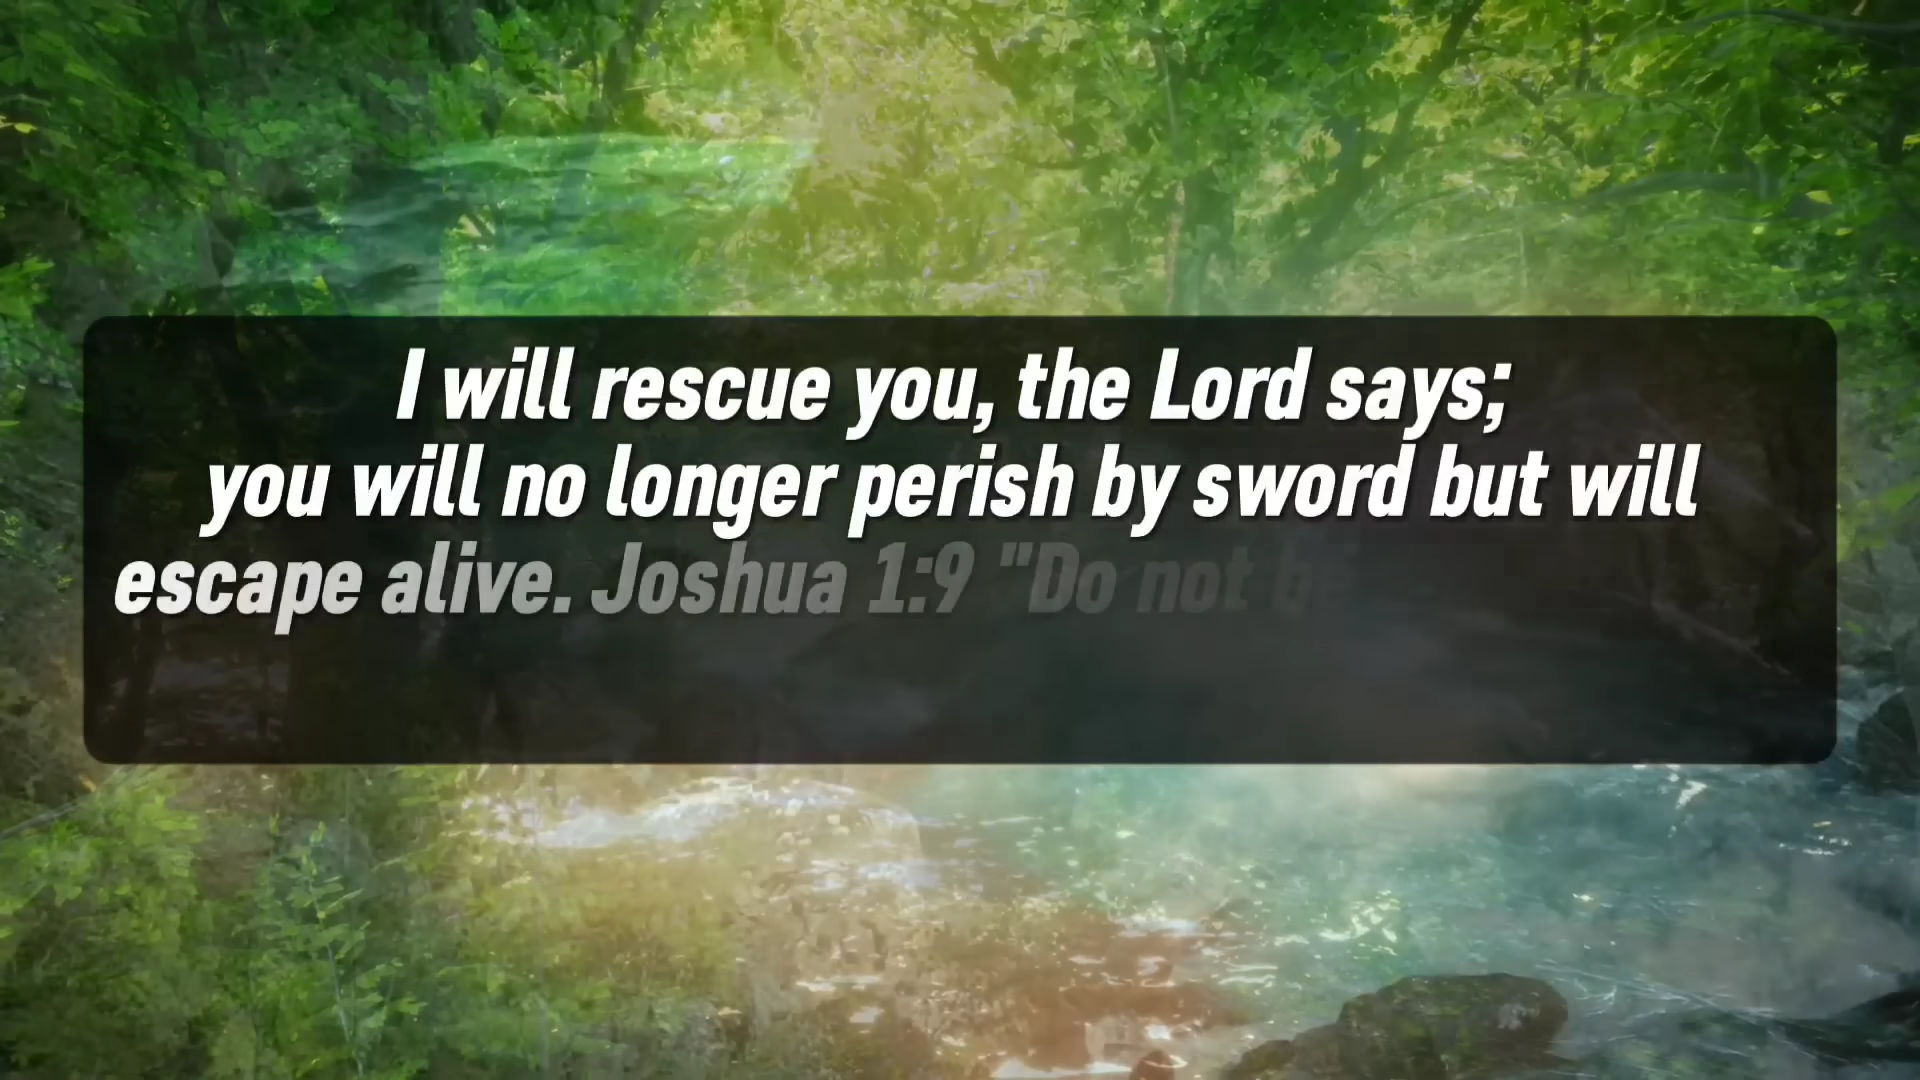 I will rescue you, the Lord says;
you will no longer perish by sword but will
escape alive. Joshua 1:9 "Do not be